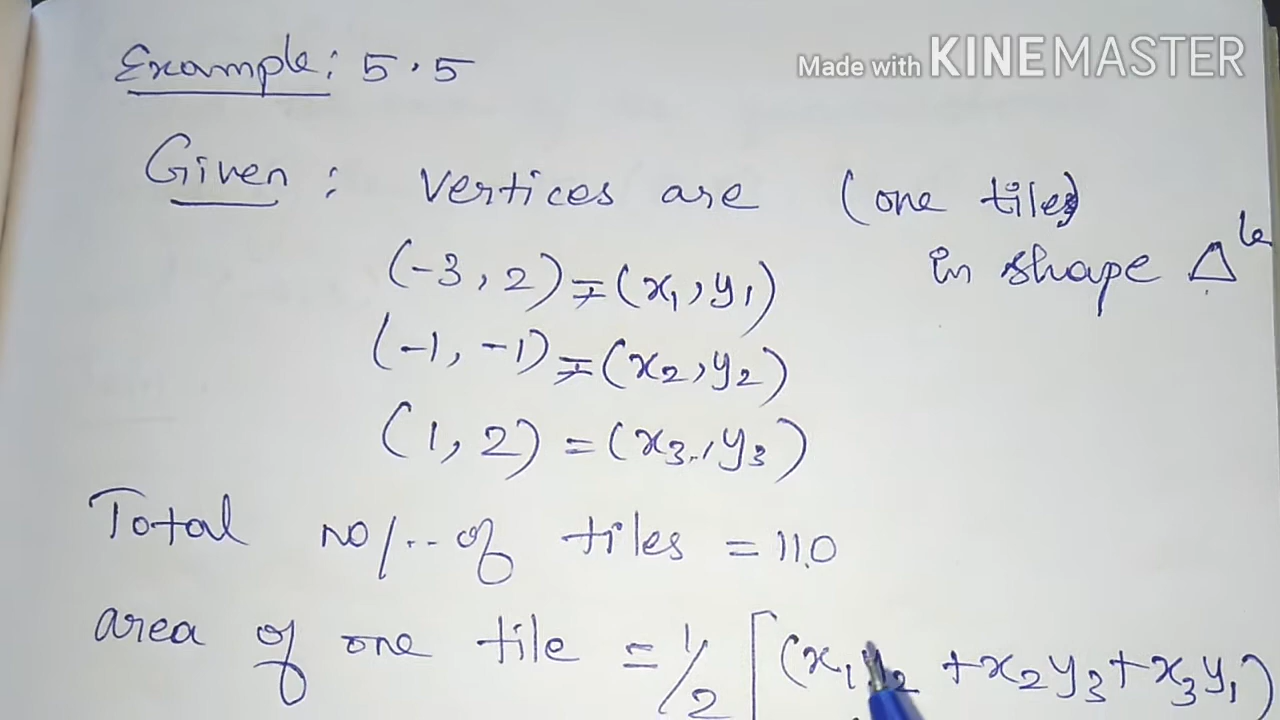 Made with KINEMASTER
Example: 5.5
Given: vertices are (one tiles)
in shape Δle
(-3, 2) = (x₁, y₁)
(-1, -1) = (x₂, y₂)
(1, 2) = (x₃, y₃)
Total no/.. of tiles = 110
area of one tile = 1/2 [(x₁y₂ + x₂y₃ + x₃y₁)